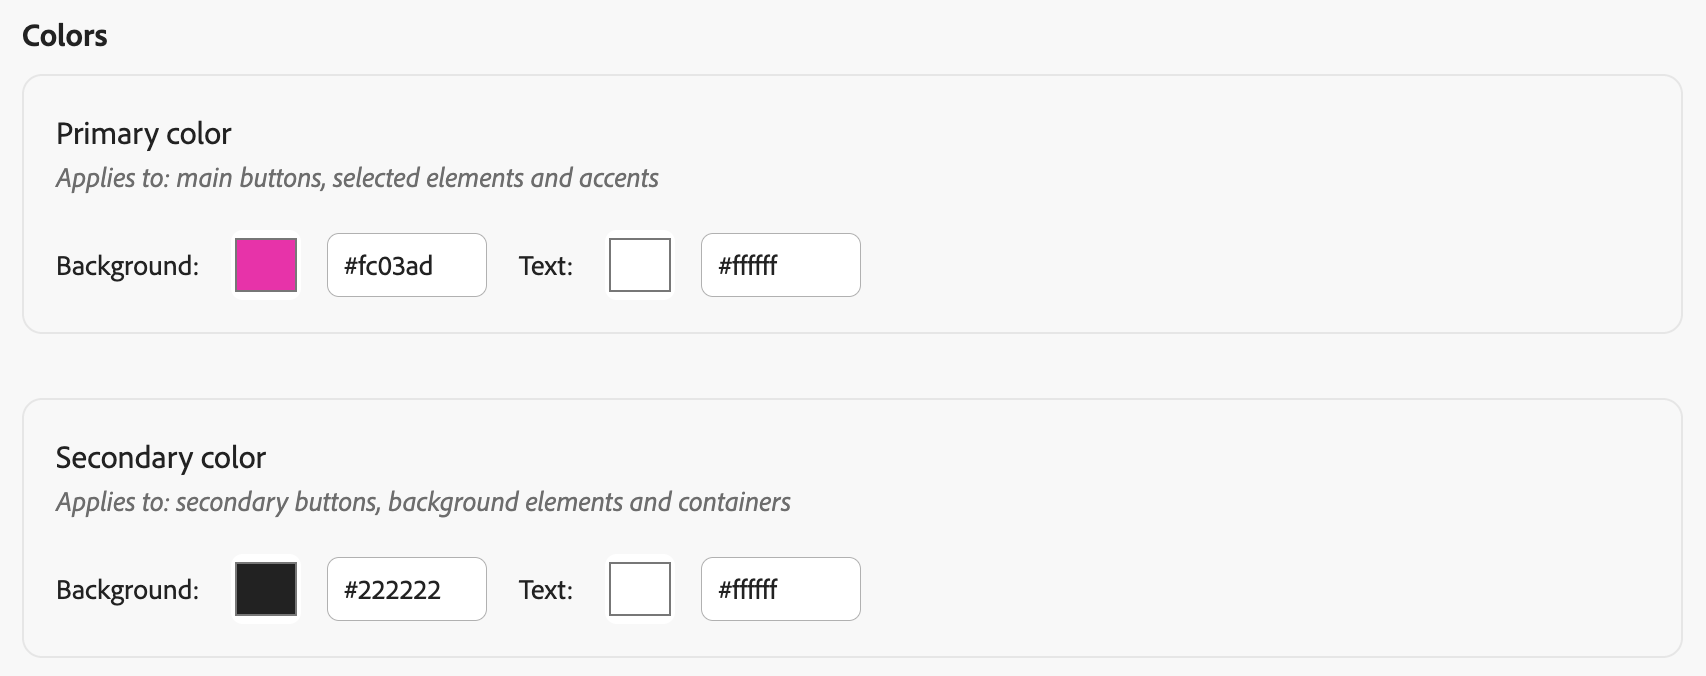 Colors
Primary color
Applies to: main buttons, selected elements and accents
Background: #fc03ad Text: #ffffff
Secondary color
Applies to: secondary buttons, background elements and containers
Background: #222222 Text: #ffffff